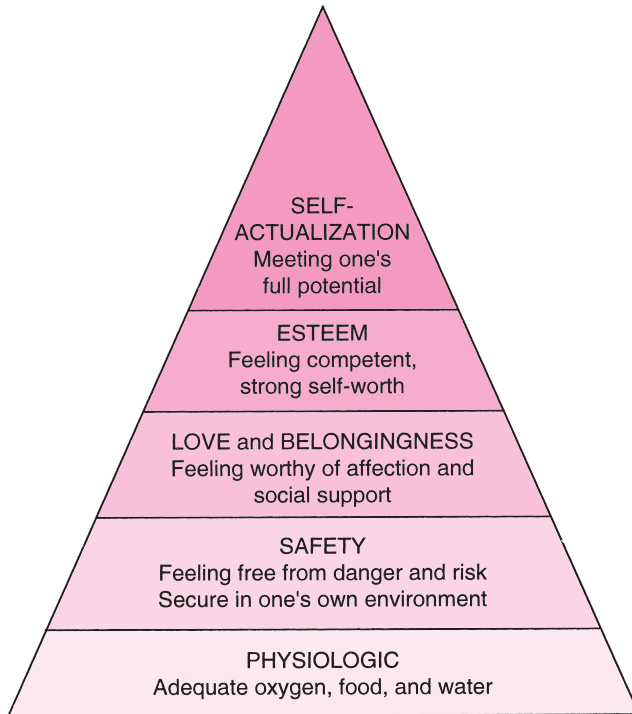 SELF-
ACTUALIZATION
Meeting one's
full potential
ESTEEM
Feeling competent,
strong self-worth
LOVE and BELONGINGNESS
Feeling worthy of affection and
social support
SAFETY
Feeling free from danger and risk
Secure in one's own environment
PHYSIOLOGIC
Adequate oxygen, food, and water